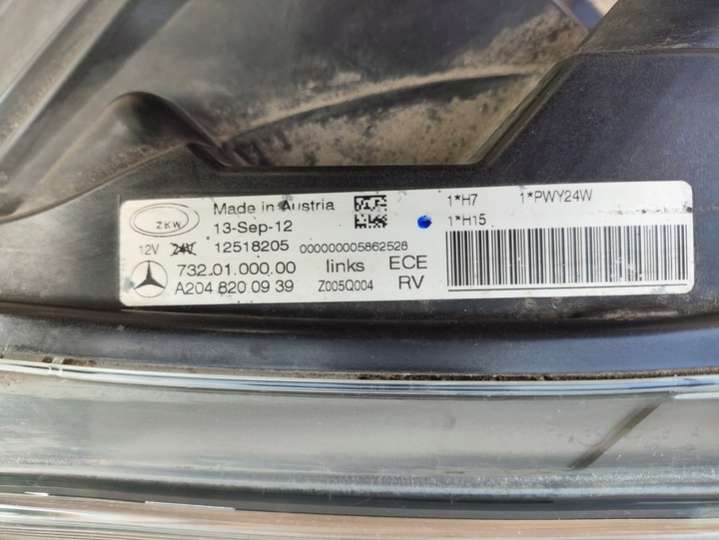 ZKW
Made in Austria
13-Sep-12
12V 24V 12518205 000000005862528
732.01.000.00 links ECE
A204 820 09 39 Z005Q004 RV
1*H7 1*PWY24W
1*H15